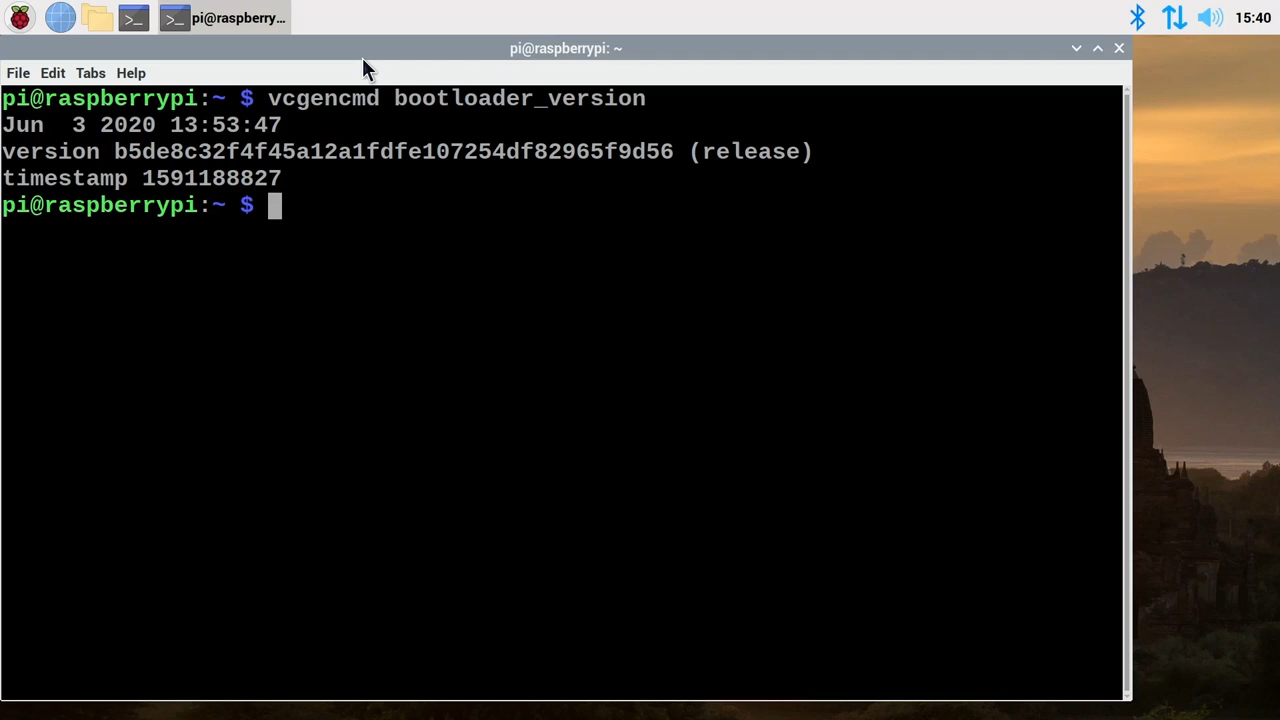 pi@raspberry... 15:40
pi@raspberrypi: ~
File Edit Tabs Help
pi@raspberrypi:~ $ vcgencmd bootloader_version
Jun  3 2020 13:53:47
version b5de8c32f4f45a12a1fdfe107254df82965f9d56 (release)
timestamp 1591188827
pi@raspberrypi:~ $